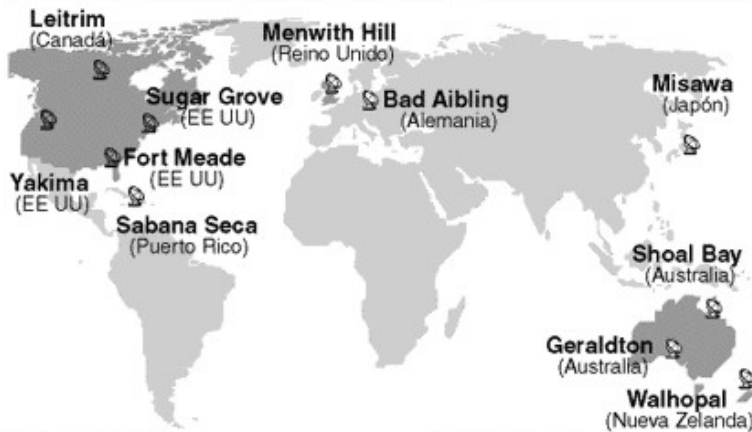 Leitrim
(Canadá)
Menwith Hill
(Reino Unido)
Misawa
(Japón)
Sugar Grove
(EE UU)
Bad Aibling
(Alemania)
Fort Meade
(EE UU)
Yakima
(EE UU)
Sabana Seca
(Puerto Rico)
Shoal Bay
(Australia)
Geraldton
(Australia)
Walhopal
(Nueva Zelanda)